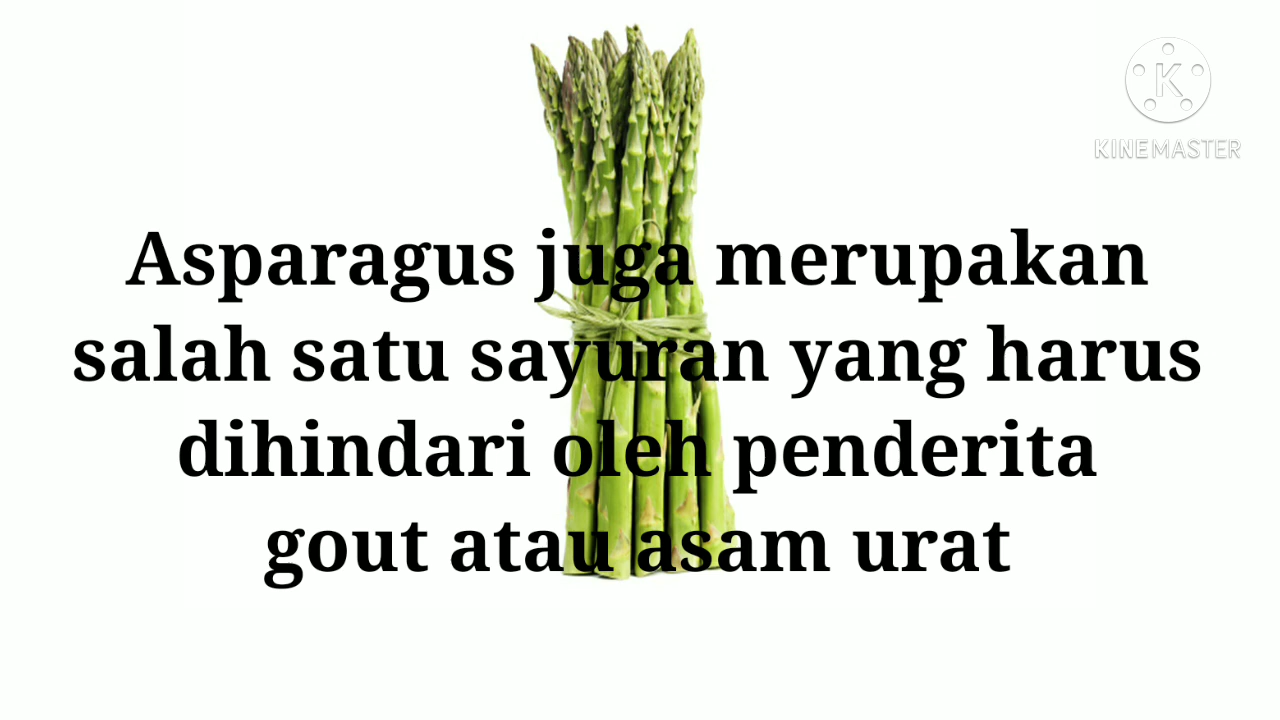 K
KINEMASTER
Asparagus juga merupakan
salah satu sayuran yang harus
dihindari oleh penderita
gout atau asam urat